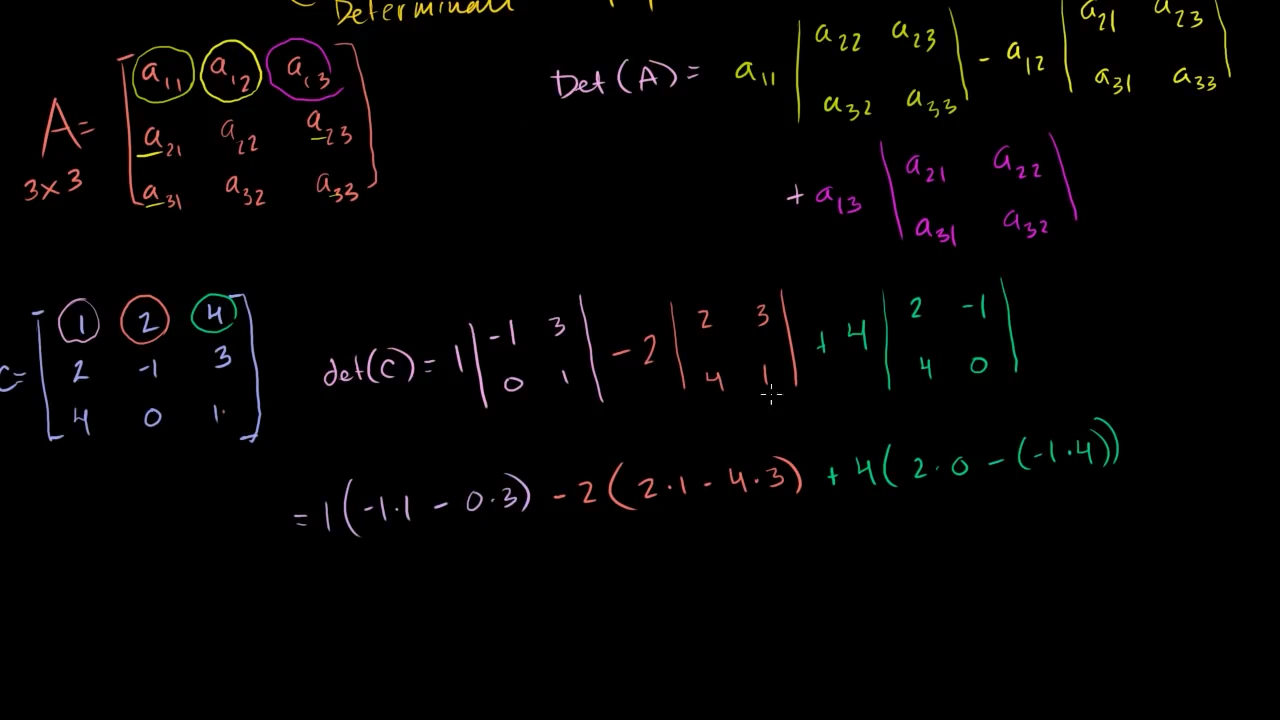 Determinant
A = [ a11 a12 a13
a21 a22 a23
a31 a32 a33 ]
3×3
Det(A) = a11 | a22 a23
a32 a33 | - a12 | a21 a23
a31 a33 |
+ a13 | a21 a22
a31 a32 |
C = [ 1 2 4
2 -1 3
4 0 1 ]
det(C) = 1 | -1 3
0 1 | - 2 | 2 3
4 1 | + 4 | 2 -1
4 0 |
= 1(-1·1 - 0·3) - 2(2·1 - 4·3) + 4(2·0 - (-1·4))